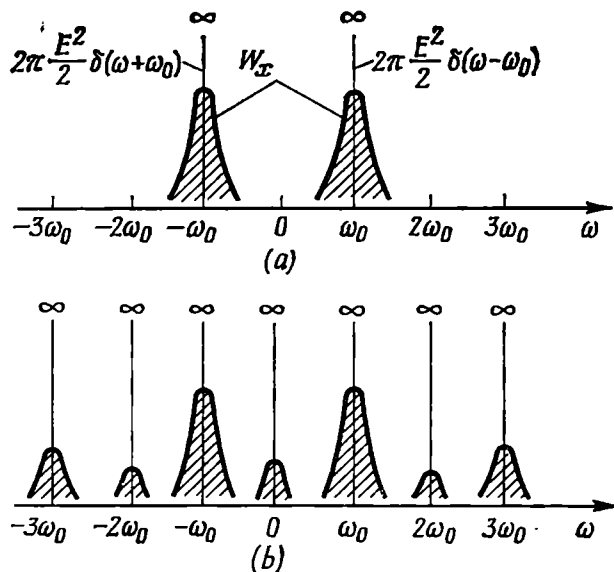 ∞ ∞
2π E²/2 δ(ω+ω₀) Wₓ 2π E²/2 δ(ω−ω₀)
−3ω₀ −2ω₀ −ω₀ 0 ω₀ 2ω₀ 3ω₀ ω
(a)
∞ ∞ ∞ ∞ ∞ ∞ ∞
−3ω₀ −2ω₀ −ω₀ 0 ω₀ 2ω₀ 3ω₀ ω
(b)